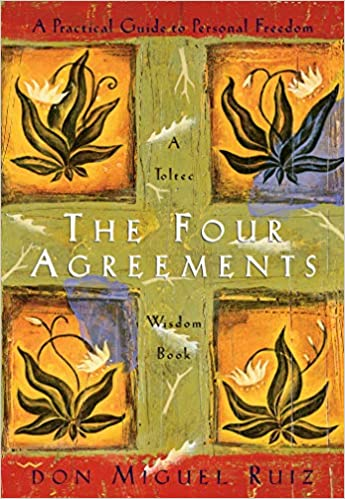 A Practical Guide to Personal Freedom
A
Toltec
THE FOUR
AGREEMENTS
Wisdom
Book
DON MIGUEL RUIZ